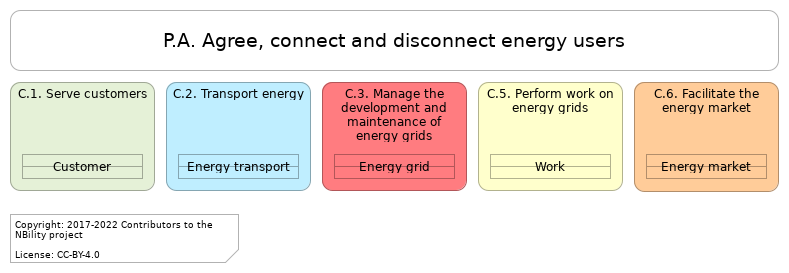 P.A. Agree, connect and disconnect energy users
C.1. Serve customers
Customer
C.2. Transport energy
Energy transport
C.3. Manage the
development and
maintenance of
energy grids
Energy grid
C.5. Perform work on
energy grids
Work
C.6. Facilitate the
energy market
Energy market
Copyright: 2017-2022 Contributors to the
NBility project
License: CC-BY-4.0